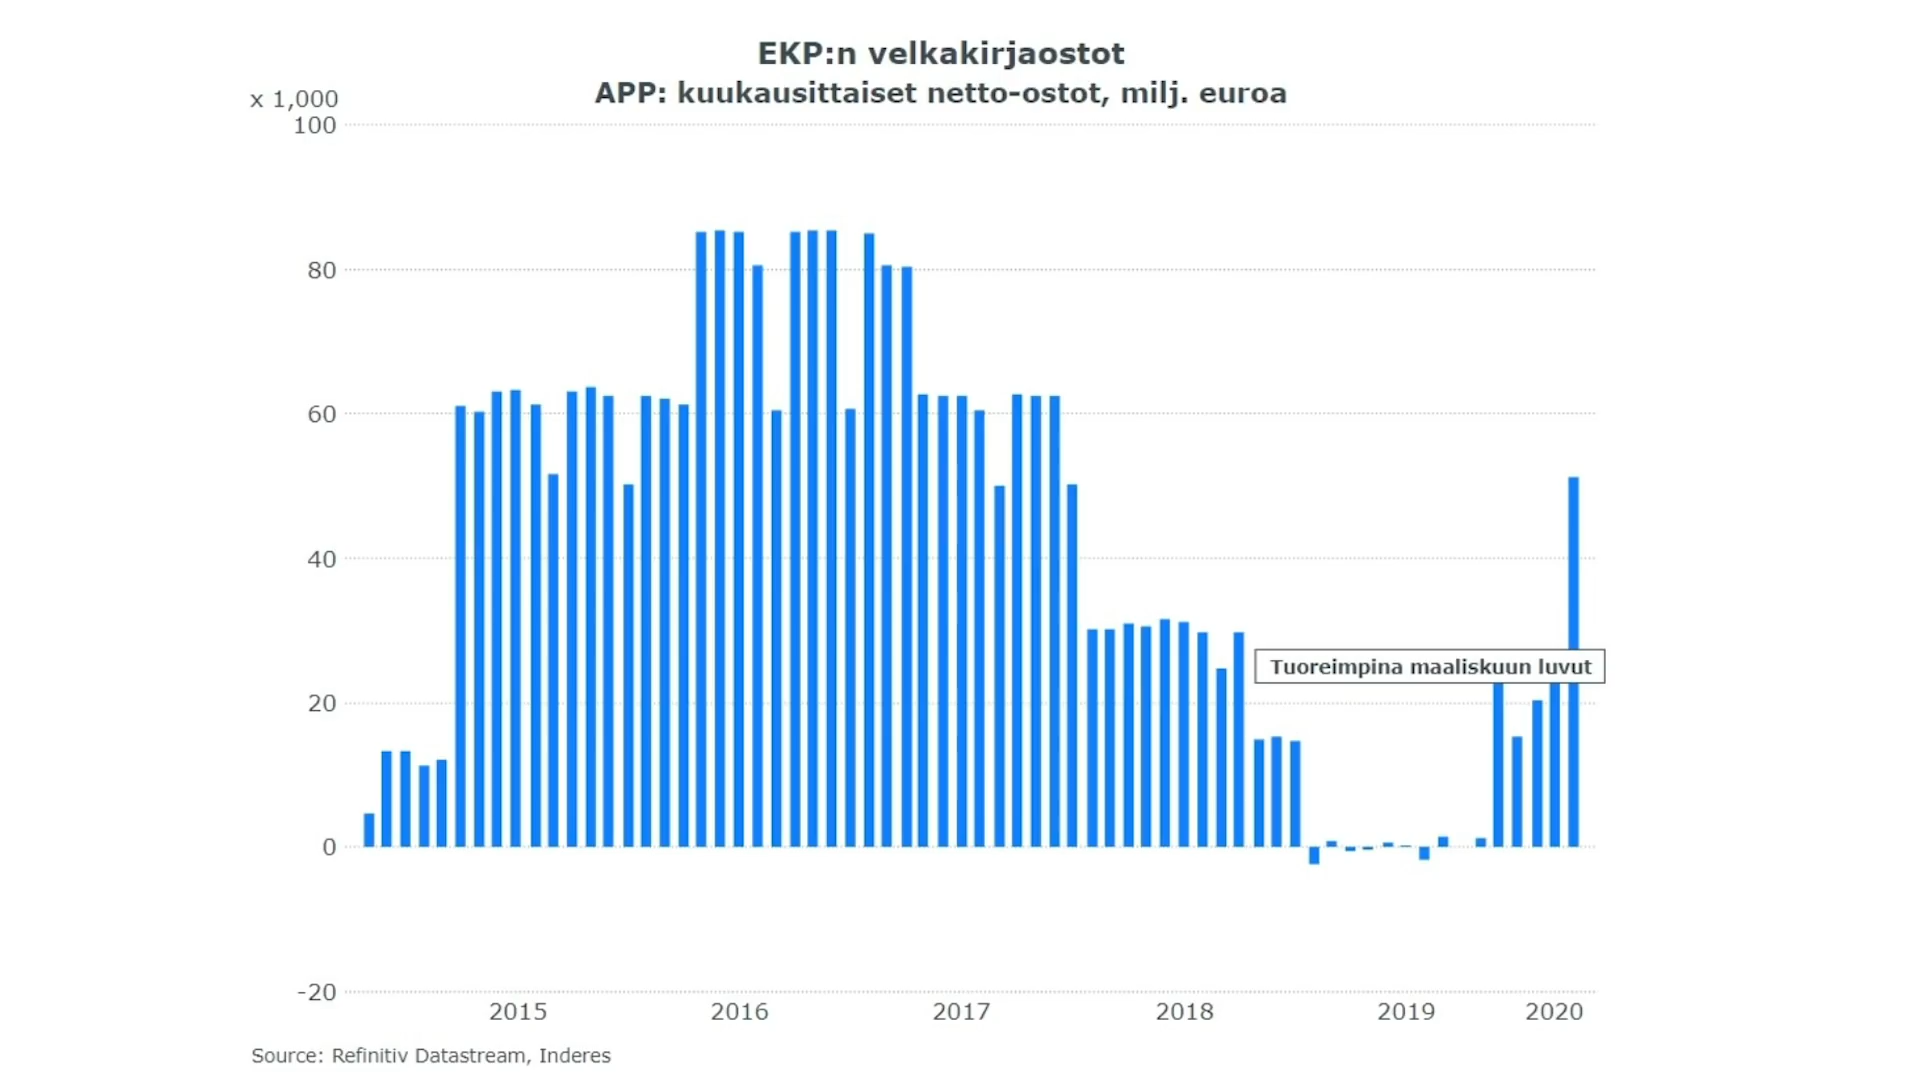 EKP:n velkakirjaostot
APP: kuukausittaiset netto-ostot, milj. euroa
x 1,000
100
80
60
40
20
0
-20
Tuoreimpina maaliskuun luvut
2015 2016 2017 2018 2019 2020
Source: Refinitiv Datastream, Inderes